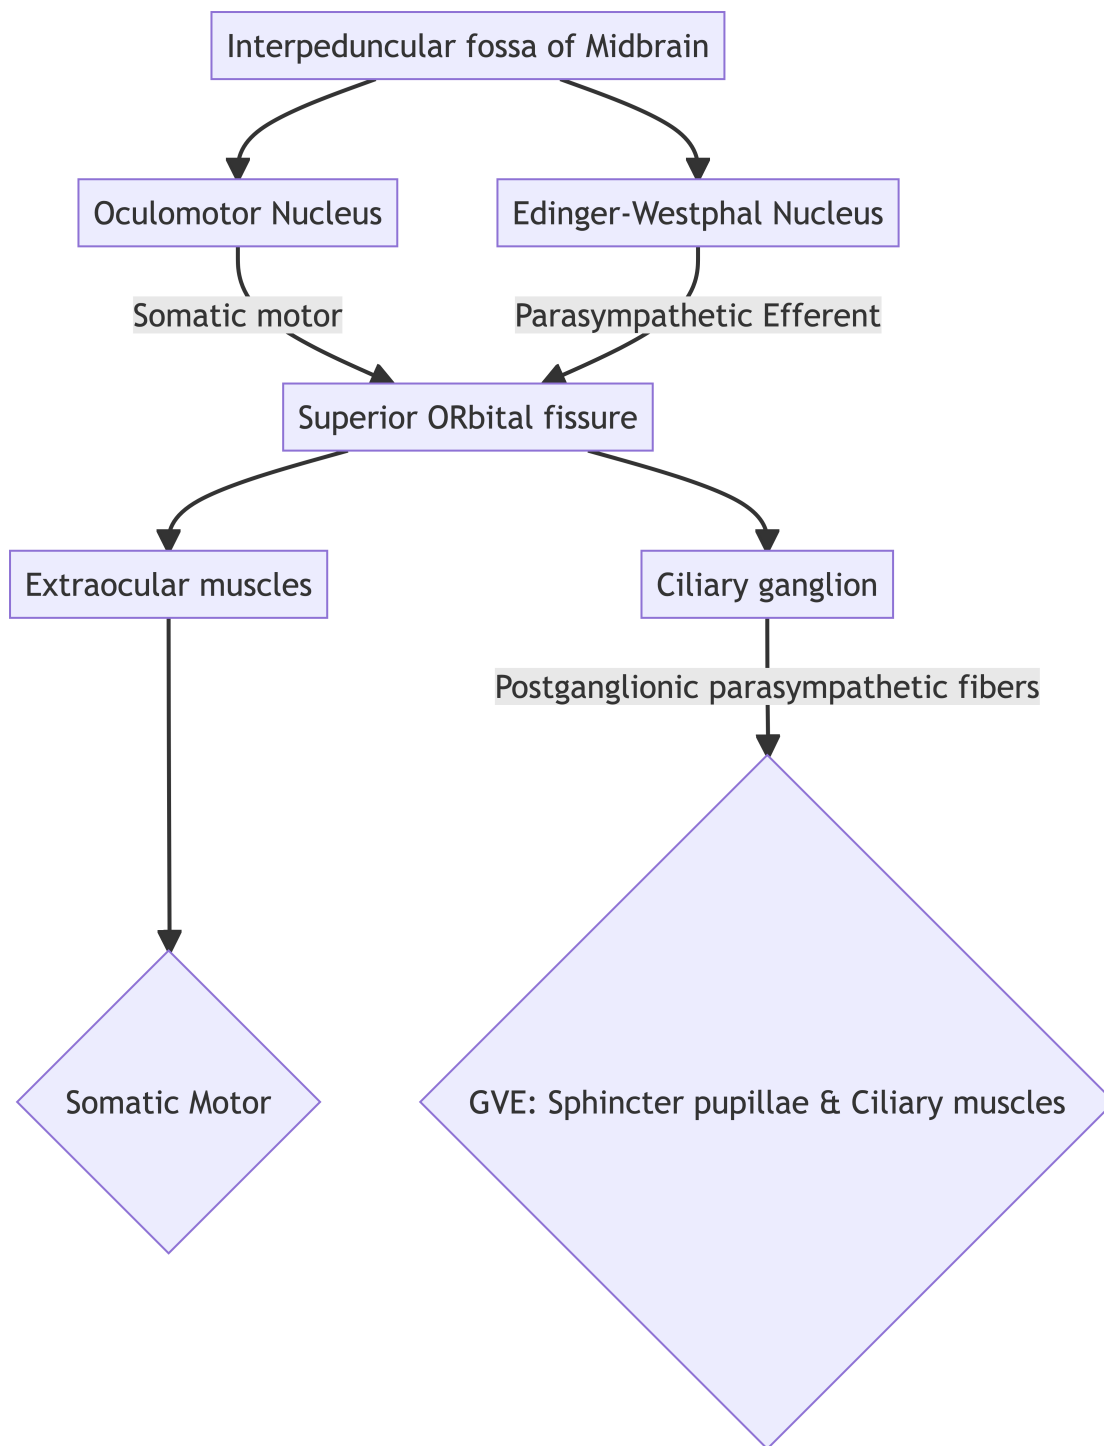 Interpeduncular fossa of Midbrain
Oculomotor Nucleus
Edinger-Westphal Nucleus
Somatic motor
Parasympathetic Efferent
Superior ORbital fissure
Extraocular muscles
Ciliary ganglion
Postganglionic parasympathetic fibers
Somatic Motor
GVE: Sphincter pupillae & Ciliary muscles